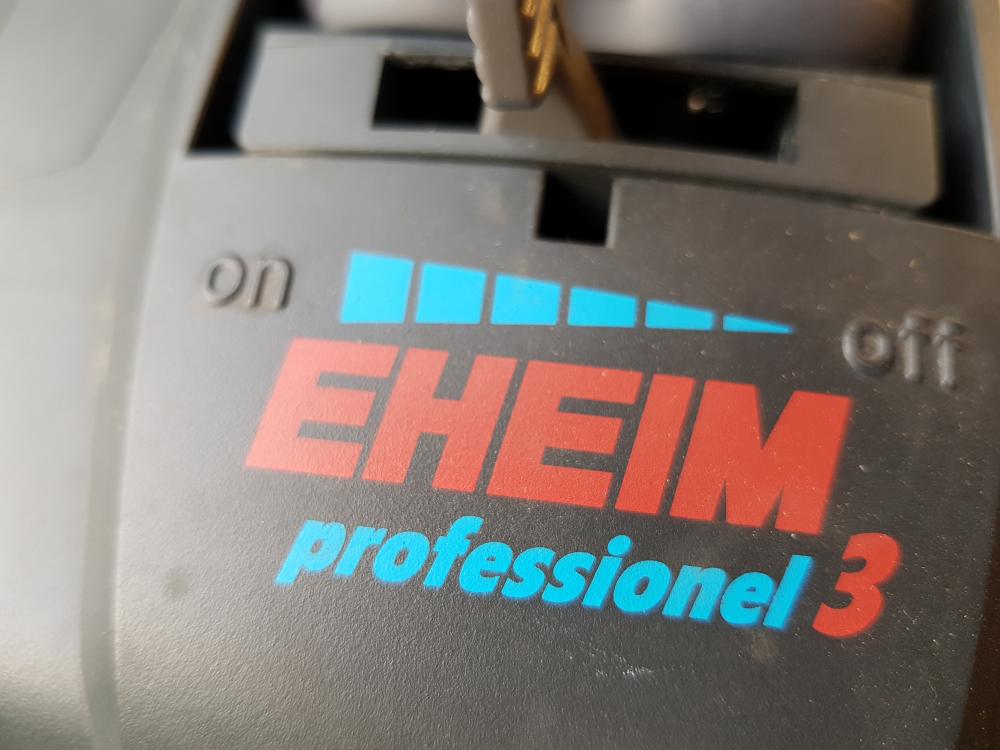 on
off
EHEIM
professionel 3